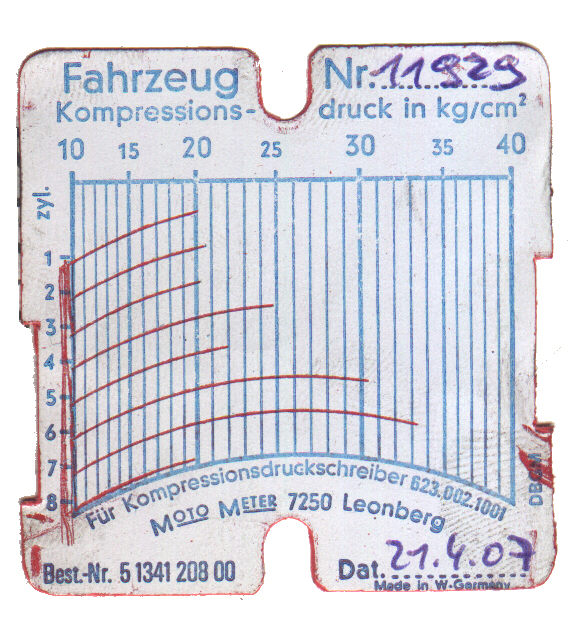 Fahrzeug Nr. 11929
Kompressions- druck in kg/cm²
10 15 20 25 30 35 40
zyl.
1
2
3
4
5
6
7
8
Für Kompressionsdruckschreiber 623.002.1001
MOTO METER 7250 Leonberg
DBGM
Best.-Nr. 5 1341 208 00
Dat. 21.4.07
Made in W-Germany